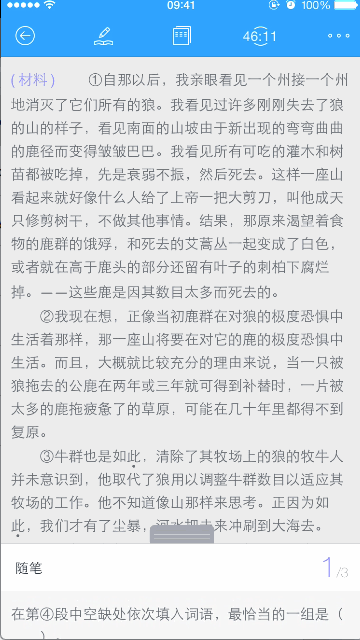 09:41
100%
46:11
(材料) ①自那以后，我亲眼看见一个州接一个州
地消灭了它们所有的狼。我看见过许多刚刚失去了狼
的山的样子，看见南面的山坡由于新出现的弯弯曲曲
的鹿径而变得皱皱巴巴。我看见所有可吃的灌木和树
苗都被吃掉，先是衰弱不振，然后死去。这样一座山
看起来就好像什么人给了上帝一把大剪刀，叫他成天
只修剪树干，不做其他事情。结果，那原来渴望着食
物的鹿群的饿殍，和死去的艾蒿丛一起变成了白色，
或者就在高于鹿头的部分还留有叶子的刺柏下腐烂
掉。——这些鹿是因其数目太多而死去的。
②我现在想，正像当初鹿群在对狼的极度恐惧中
生活着那样，那一座山将要在对它的鹿的极度恐惧中
生活。而且，大概就比较充分的理由来说，当一只被
狼拖去的公鹿在两年或三年就可得到补替时，一片被
太多的鹿拖疲惫了的草原，可能在几十年里都得不到
复原。
③牛群也是如此，清除了其牧场上的狼的牧牛人
并未意识到，他取代了狼用以调整牛群数目以适应其
牧场的工作。他不知道像山那样来思考。正因为如
此，我们才有了尘暴，河水把未来冲刷到大海去。
随笔
1/3
在第④段中空缺处依次填入词语，最恰当的一组是（
）。